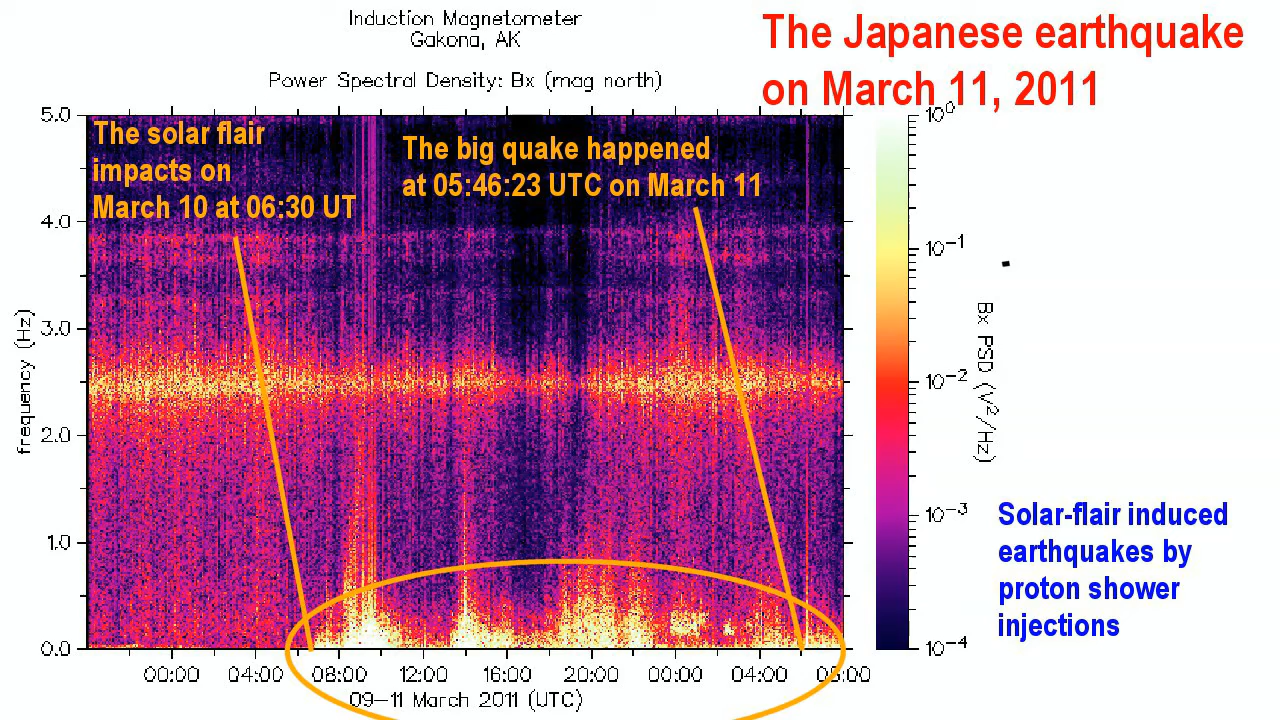 Induction Magnetometer
Gakona, AK
Power Spectral Density: Bx (mag north)
The Japanese earthquake
on March 11, 2011
The solar flair
impacts on
March 10 at 06:30 UT
The big quake happened
at 05:46:23 UTC on March 11
5.0
4.0
3.0
2.0
1.0
0.0
frequency (Hz)
00:00 04:00 08:00 12:00 16:00 20:00 00:00 04:00 08:00
09-11 March 2011 (UTC)
10⁰
10⁻¹
10⁻²
10⁻³
10⁻⁴
Bx PSD (V²/Hz)
Solar-flair induced
earthquakes by
proton shower
injections